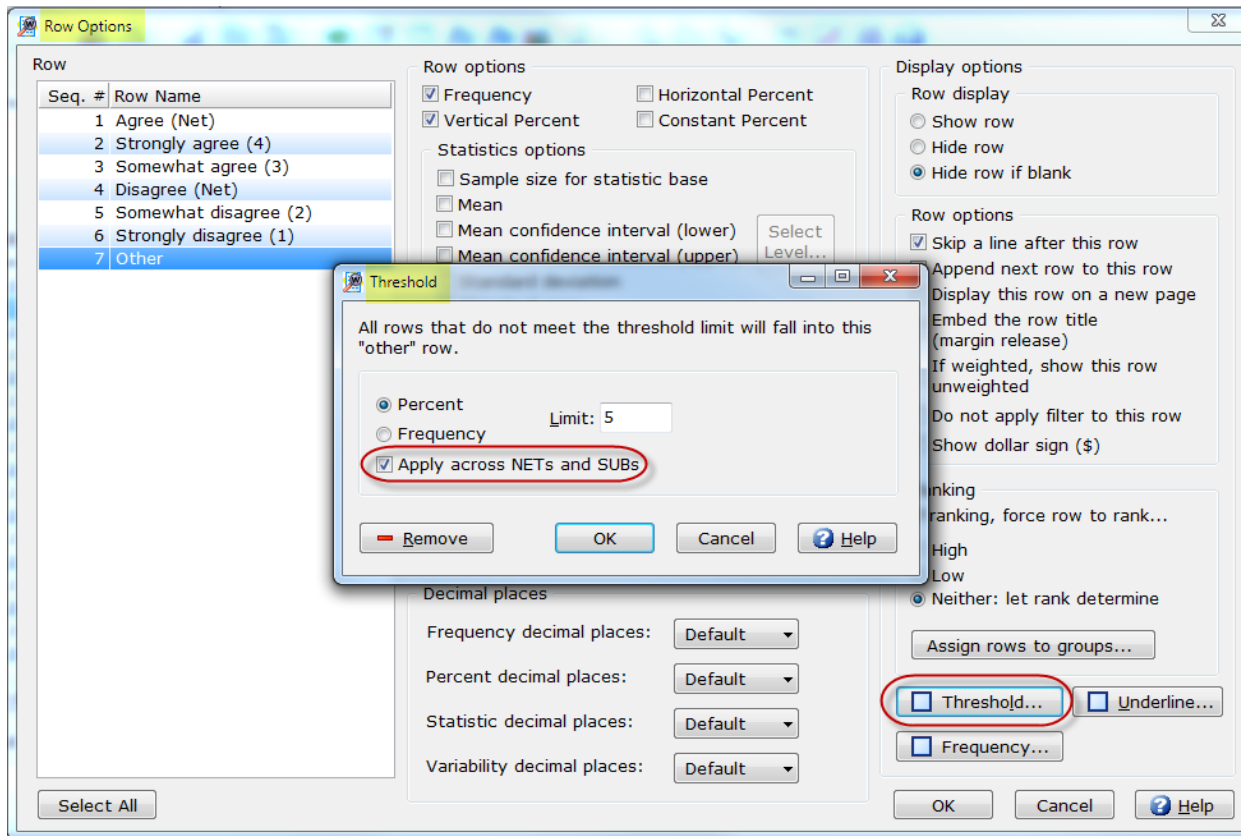 Row Options
Row
Seq. # Row Name
1 Agree (Net)
2 Strongly agree (4)
3 Somewhat agree (3)
4 Disagree (Net)
5 Somewhat disagree (2)
6 Strongly disagree (1)
7 Other
Select All
Row options
Frequency
Horizontal Percent
Vertical Percent
Constant Percent
Statistics options
Sample size for statistic base
Mean
Mean confidence interval (lower)
Mean confidence interval (upper)
Select
Level...
Standard deviation
Threshold
All rows that do not meet the threshold limit will fall into this
"other" row.
Percent
Limit: 5
Frequency
Apply across NETs and SUBs
Remove
OK
Cancel
Help
Decimal places
Frequency decimal places: Default
Percent decimal places: Default
Statistic decimal places: Default
Variability decimal places: Default
Display options
Row display
Show row
Hide row
Hide row if blank
Row options
Skip a line after this row
Append next row to this row
Display this row on a new page
Embed the row title
(margin release)
If weighted, show this row
unweighted
Do not apply filter to this row
Show dollar sign ($)
ranking, force row to rank...
High
Low
Neither: let rank determine
Assign rows to groups...
Threshold...
Underline...
Frequency...
OK
Cancel
Help